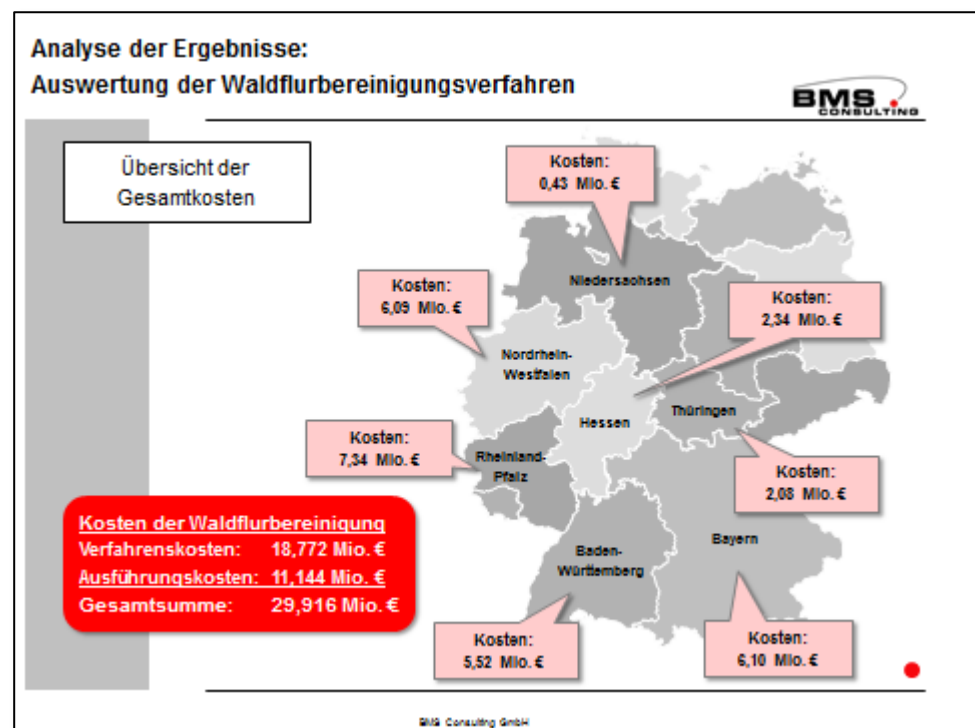 Analyse der Ergebnisse:
Auswertung der Waldflurbereinigungsverfahren
BMS
CONSULTING
Übersicht der
Gesamtkosten
Kosten:
0,43 Mio. €
Niedersachsen
Kosten:
6,09 Mio. €
Kosten:
2,34 Mio. €
Nordrhein-
Westfalen
Hessen
Thüringen
Kosten:
7,34 Mio. €
Rheinland-
Pfalz
Kosten:
2,08 Mio. €
Kosten der Waldflurbereinigung
Verfahrenskosten: 18,772 Mio. €
Ausführungskosten: 11,144 Mio. €
Gesamtsumme: 29,916 Mio. €
Bayern
Baden-
Württemberg
Kosten:
5,52 Mio. €
Kosten:
6,10 Mio. €
BMS Consulting GmbH